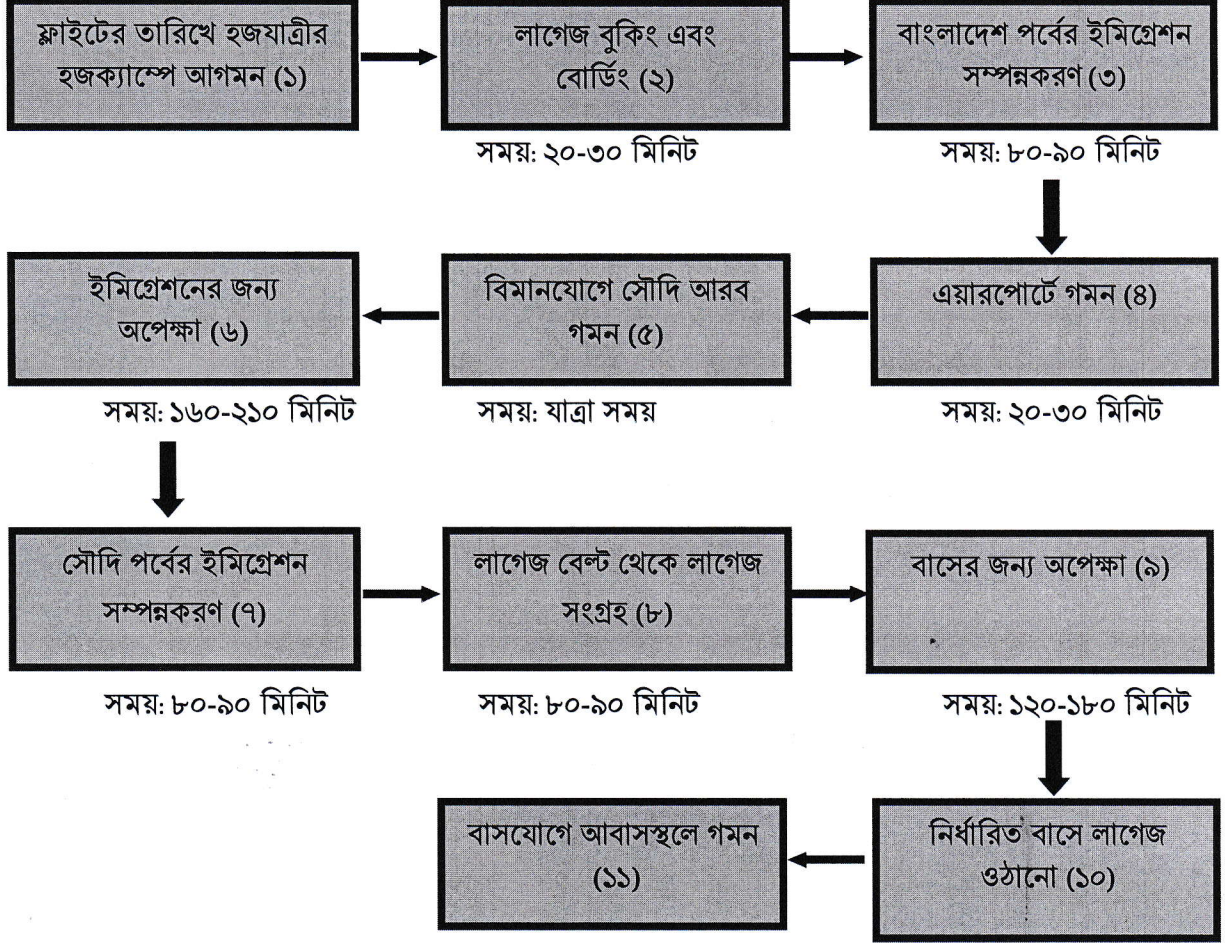 ফ্লাইটের তারিখে হজযাত্রীর
হজক্যাম্পে আগমন (১)
লাগেজ বুকিং এবং
বোর্ডিং (২)
সময়: ২০-৩০ মিনিট
বাংলাদেশ পর্বের ইমিগ্রেশন
সম্পন্নকরণ (৩)
সময়: ৮০-৯০ মিনিট
এয়ারপোর্টে গমন (৪)
সময়: ২০-৩০ মিনিট
বিমানযোগে সৌদি আরব
গমন (৫)
সময়: যাত্রা সময়
ইমিগ্রেশনের জন্য
অপেক্ষা (৬)
সময়: ১৬০-২১০ মিনিট
সৌদি পর্বের ইমিগ্রেশন
সম্পন্নকরণ (৭)
সময়: ৮০-৯০ মিনিট
লাগেজ বেল্ট থেকে লাগেজ
সংগ্রহ (৮)
সময়: ৮০-৯০ মিনিট
বাসের জন্য অপেক্ষা (৯)
সময়: ১২০-১৮০ মিনিট
নির্ধারিত বাসে লাগেজ
ওঠানো (১০)
বাসযোগে আবাসস্থলে গমন
(১১)